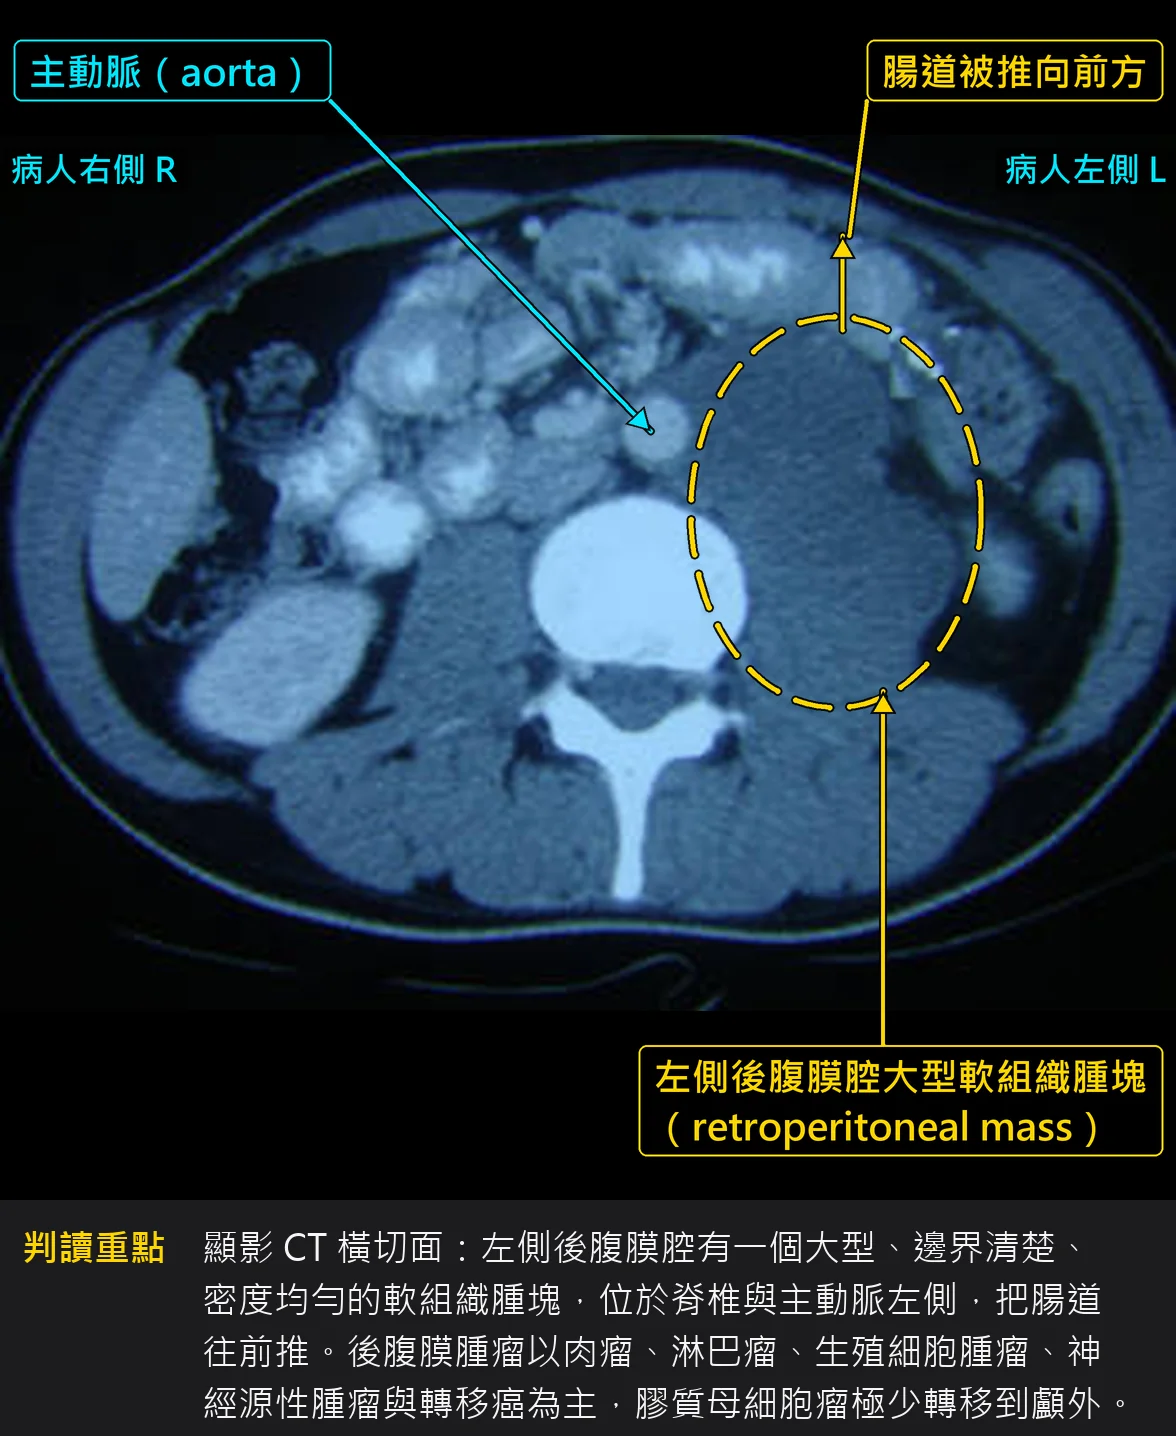 主動脈（aorta）
腸道被推向前方
病人右側 R
病人左側 L
左側後腹膜腔大型軟組織腫塊
（retroperitoneal mass）
判讀重點
顯影 CT 橫切面：左側後腹膜腔有一個大型、邊界清楚、
密度均勻的軟組織腫塊，位於脊椎與主動脈左側，把腸道
往前推。後腹膜腫瘤以肉瘤、淋巴瘤、生殖細胞腫瘤、神
經源性腫瘤與轉移癌為主，膠質母細胞瘤極少轉移到顱外。